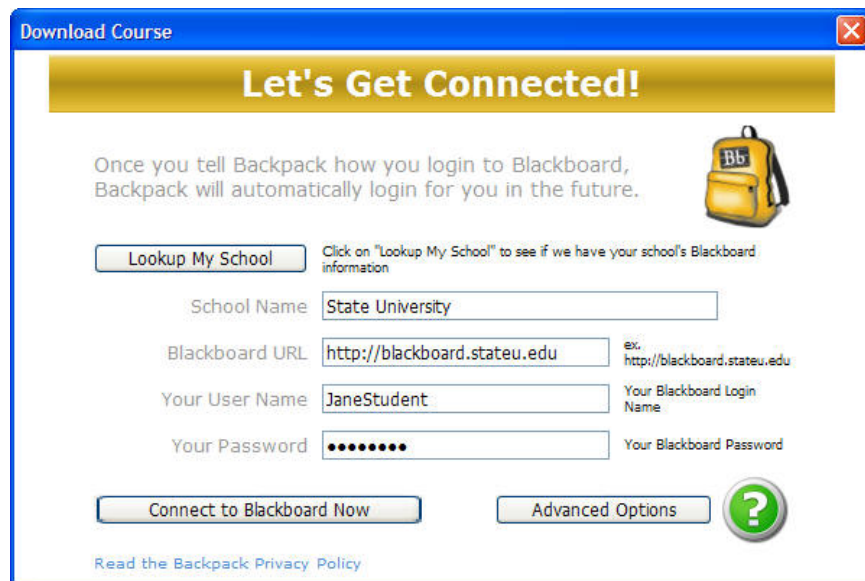 Download Course
Let's Get Connected!
Once you tell Backpack how you login to Blackboard,
Backpack will automatically login for you in the future.
Bb
Lookup My School
Click on "Lookup My School" to see if we have your school's Blackboard
information
School Name State University
Blackboard URL http://blackboard.stateu.edu
ex.
http://blackboard.stateu.edu
Your User Name JaneStudent
Your Blackboard Login
Name
Your Password ●●●●●●●●
Your Blackboard Password
Connect to Blackboard Now
Advanced Options
?
Read the Backpack Privacy Policy